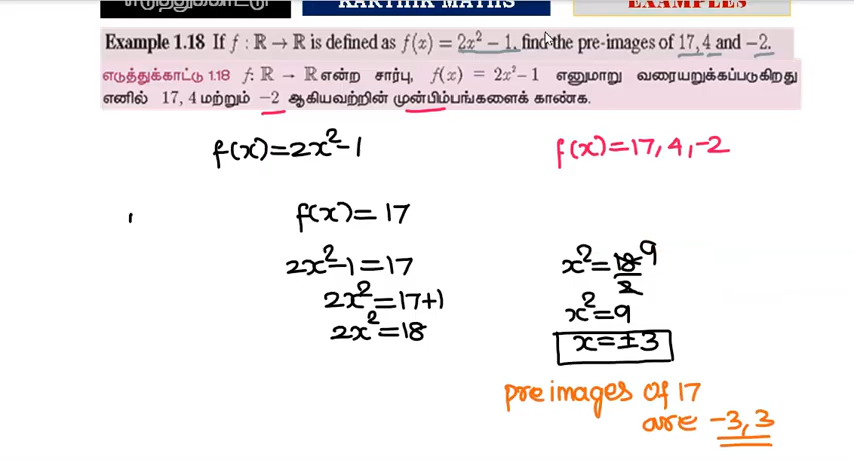 எடுத்துக்காட்டு
KARTHIK MATHS
EXAMPLES
Example 1.18 If f : ℝ → ℝ is defined as f(x) = 2x² − 1, find the pre-images of 17, 4 and −2.
எடுத்துக்காட்டு 1.18 f: ℝ → ℝ என்ற சார்பு, f(x) = 2x² − 1 எனுமாறு வரையறுக்கப்படுகிறது
எனில் 17, 4 மற்றும் −2 ஆகியவற்றின் முன்பிம்பங்களைக் காண்க.
f(x) = 2x² − 1
f(x) = 17, 4, −2
f(x) = 17
2x² − 1 = 17
2x² = 17 + 1
2x² = 18
x² = 18/2 9
x² = 9
x = ±3
pre images of 17
are −3, 3